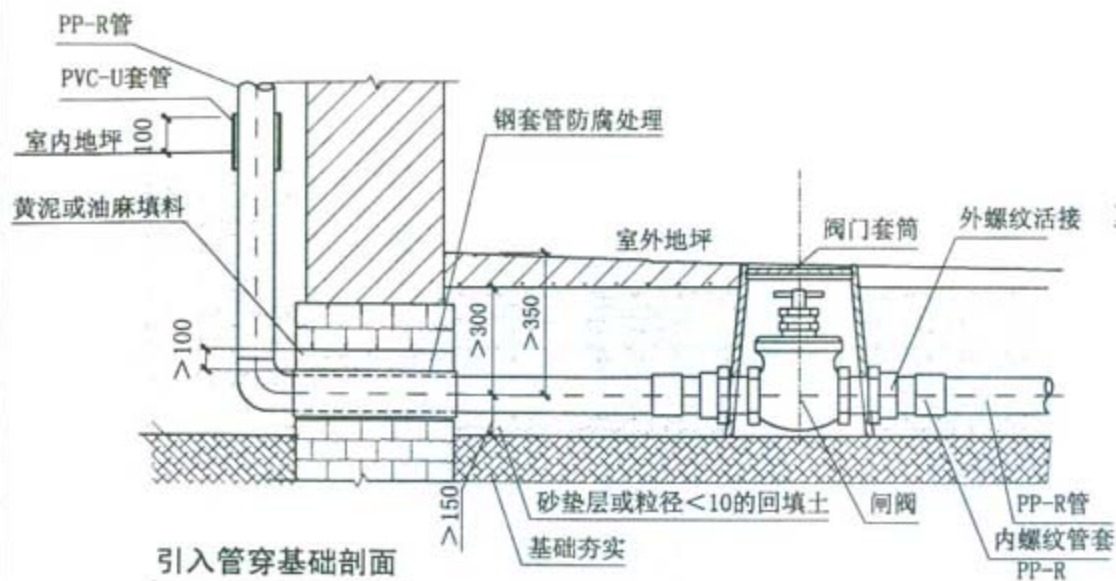 PP-R管
PVC-U套管
室内地坪
100
钢套管防腐处理
黄泥或油麻填料
室外地坪
阀门套筒
外螺纹活接
>100
>300
>350
>150
砂垫层或粒径<10的回填土
闸阀
PP-R管
基础夯实
内螺纹管套
PP-R
引入管穿基础剖面